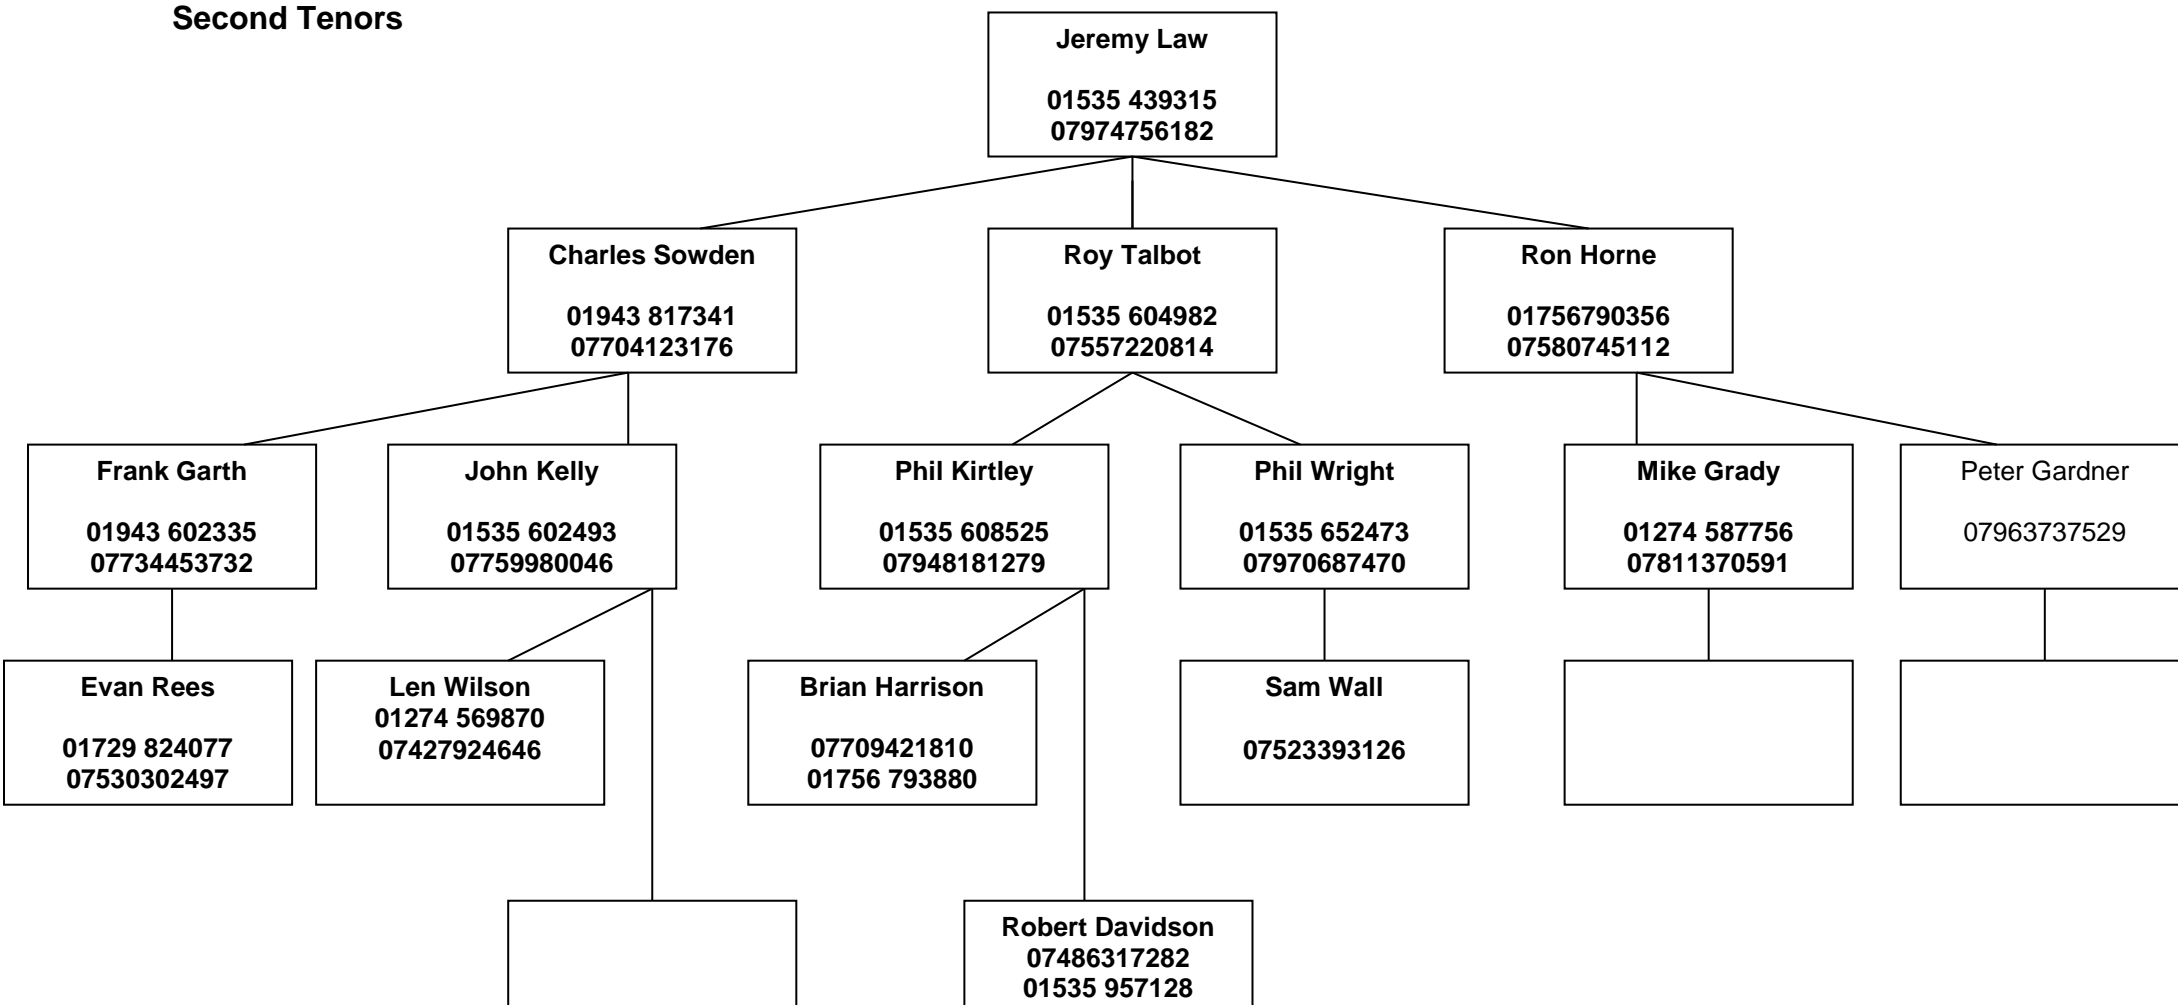 Second Tenors
Jeremy Law
01535 439315
07974756182
Charles Sowden
01943 817341
07704123176
Roy Talbot
01535 604982
07557220814
Ron Horne
01756790356
07580745112
Frank Garth
01943 602335
07734453732
John Kelly
01535 602493
07759980046
Phil Kirtley
01535 608525
07948181279
Phil Wright
01535 652473
07970687470
Mike Grady
01274 587756
07811370591
Peter Gardner
07963737529
Evan Rees
01729 824077
07530302497
Len Wilson
01274 569870
07427924646
Brian Harrison
07709421810
01756 793880
Sam Wall
07523393126
Robert Davidson
07486317282
01535 957128